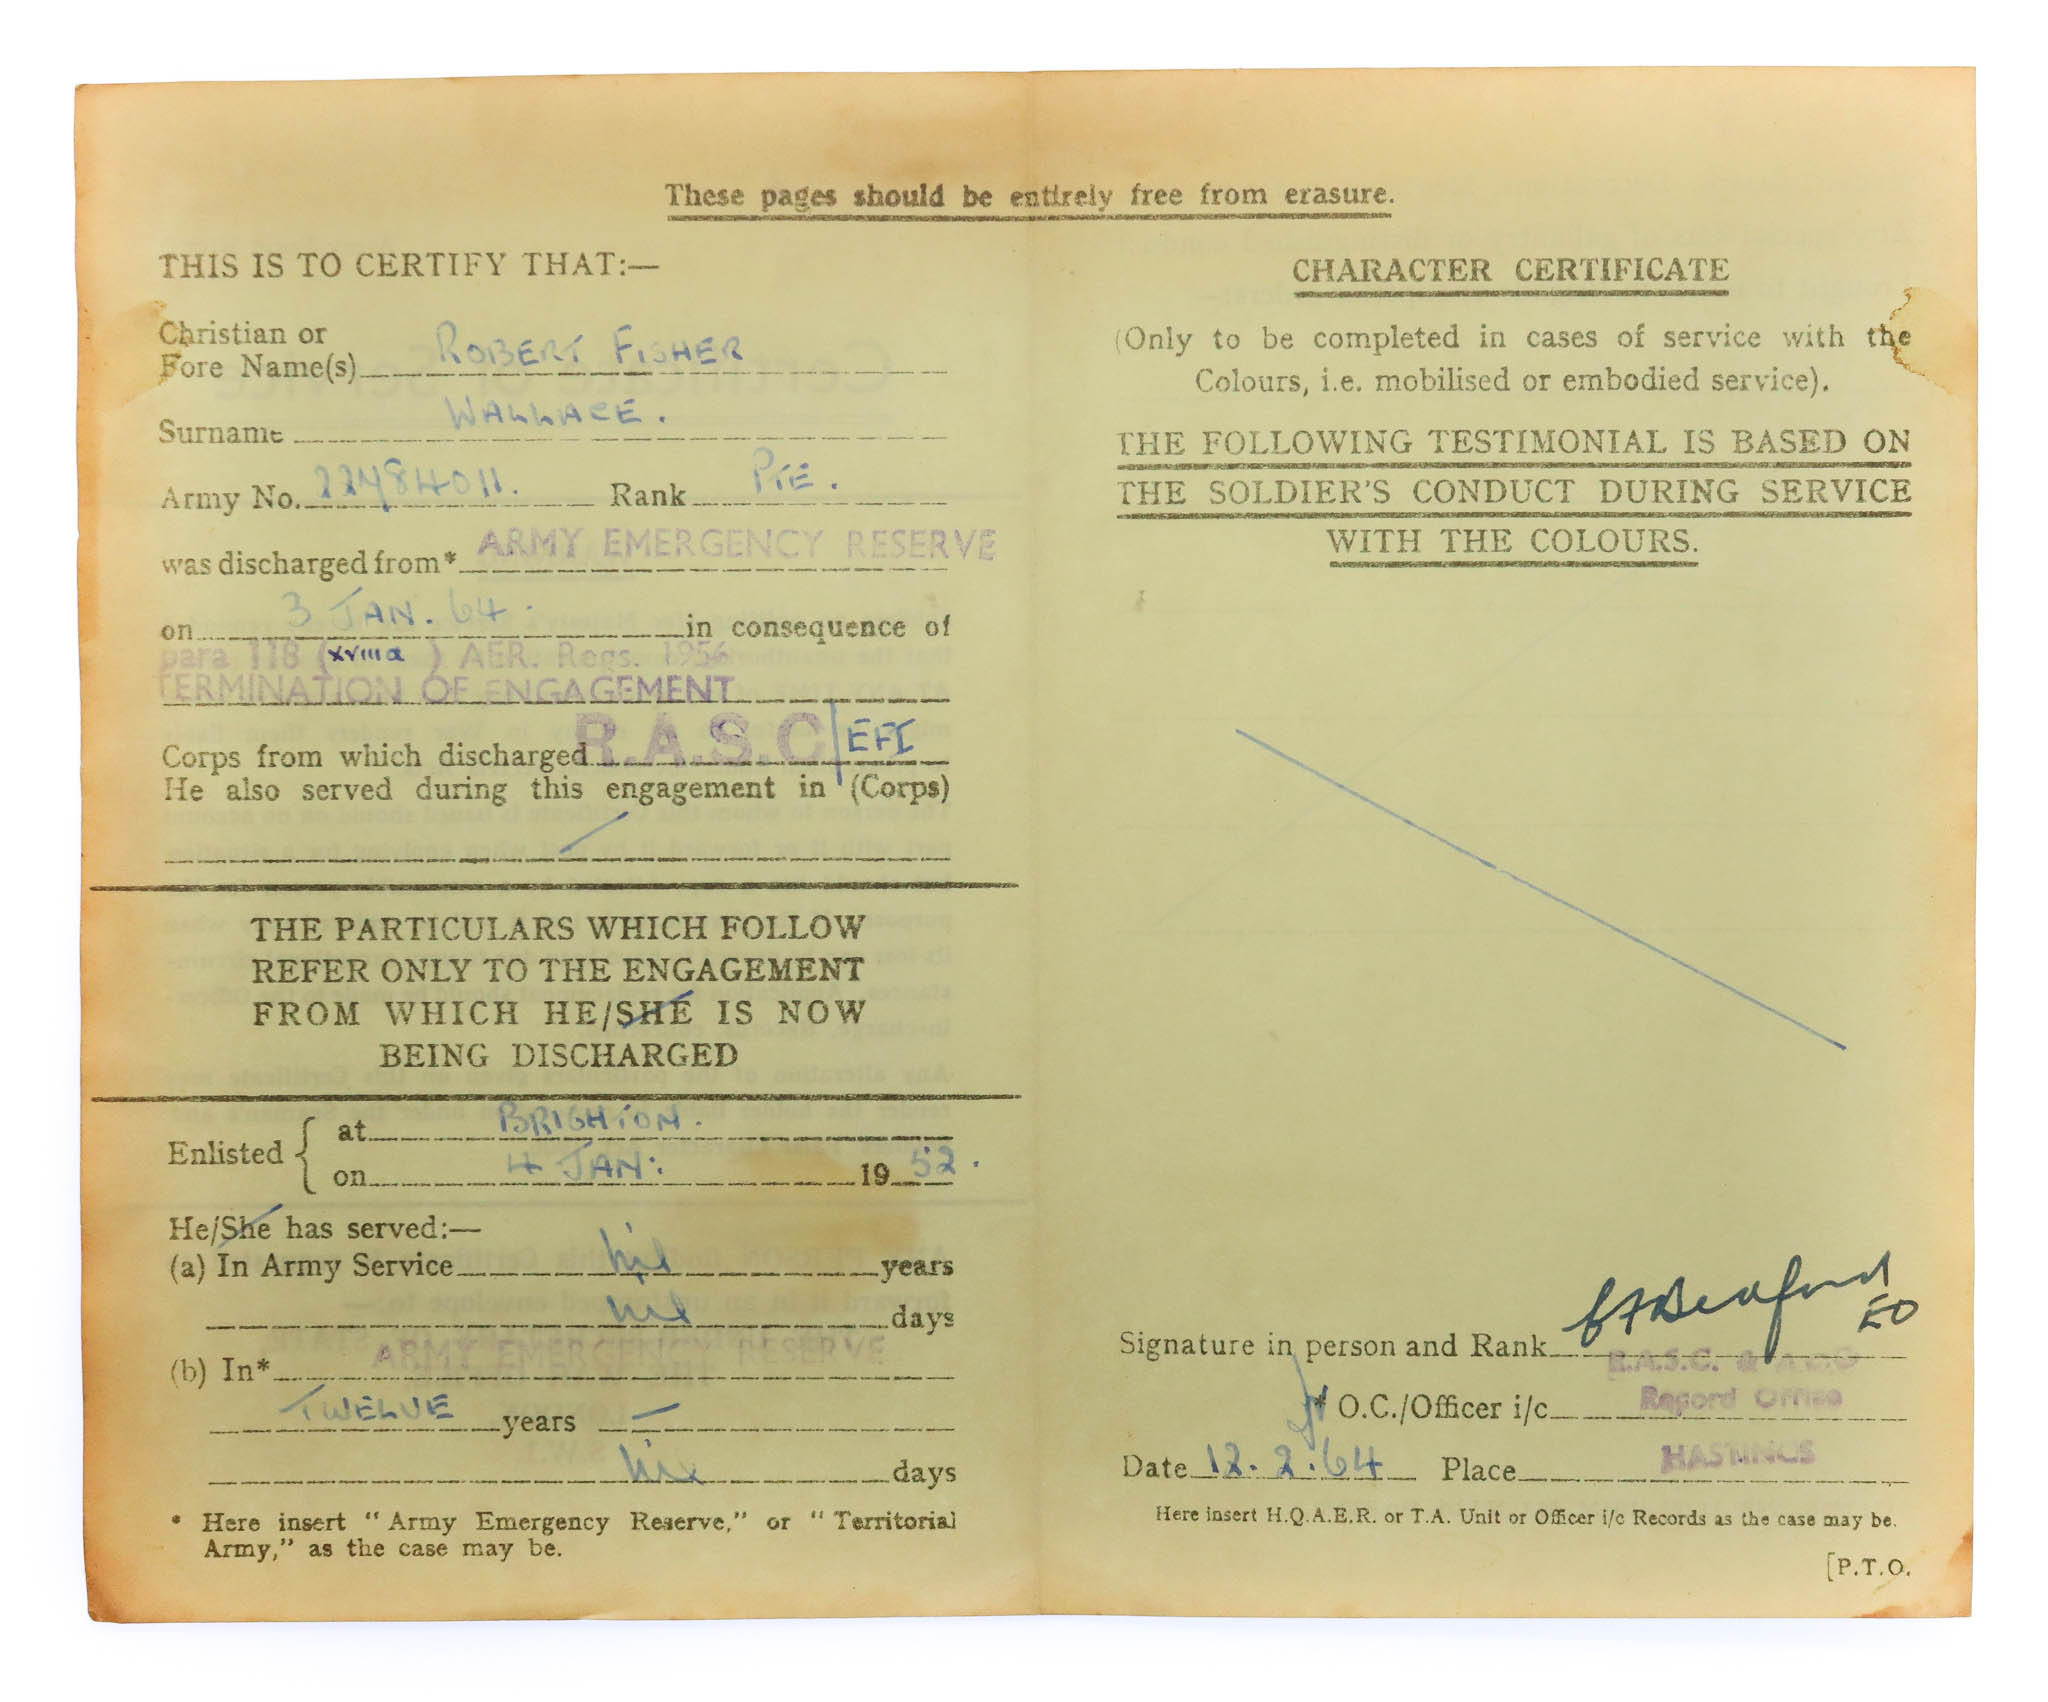 These pages should be entirely free from erasure.
THIS IS TO CERTIFY THAT:—
Christian or
Fore Name(s) ROBERT FISHER
Surname WALLACE.
Army No. 22484011. Rank PTE.
was discharged from* ARMY EMERGENCY RESERVE
on 3 JAN. 64. in consequence of
para 118 (xviiia) AER. Regs. 1956
TERMINATION OF ENGAGEMENT
Corps from which discharged R.A.S.C/EFI
He also served during this engagement in (Corps)
THE PARTICULARS WHICH FOLLOW
REFER ONLY TO THE ENGAGEMENT
FROM WHICH HE/SHE IS NOW
BEING DISCHARGED
Enlisted { at BRIGHTON.
on 4 JAN: 19 52.
He/She has served:—
(a) In Army Service nil years
nil days
(b) In* ARMY EMERGENCY RESERVE
TWELVE years —
nil days
* Here insert "Army Emergency Reserve," or "Territorial
Army," as the case may be.
CHARACTER CERTIFICATE
(Only to be completed in cases of service with the
Colours, i.e. mobilised or embodied service).
THE FOLLOWING TESTIMONIAL IS BASED ON
THE SOLDIER'S CONDUCT DURING SERVICE
WITH THE COLOURS.
Signature in person and Rank Bedford EO
R.A.S.C. &
* O.C./Officer i/c Record Office
Date 12.2.64 Place HASTINGS
Here insert H.Q.A.E.R. or T.A. Unit or Officer i/c Records as the case may be.
[P.T.O.